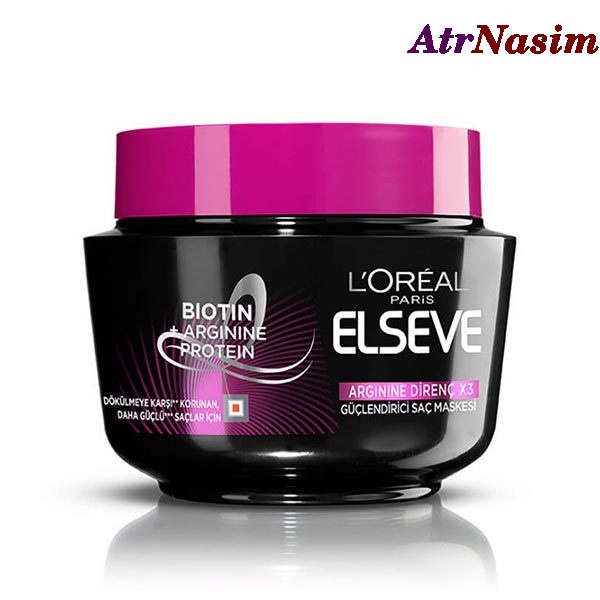 AtrNasim
BIOTIN
+ ARGININE
PROTEIN
DÖKÜLMEYE KARŞI** KORUNAN,
DAHA GÜÇLÜ*** SAÇLAR İÇİN
L'ORÉAL
PARIS
ELSEVE
ARGININE DİRENÇ X3
GÜÇLENDİRİCİ SAÇ MASKESİ